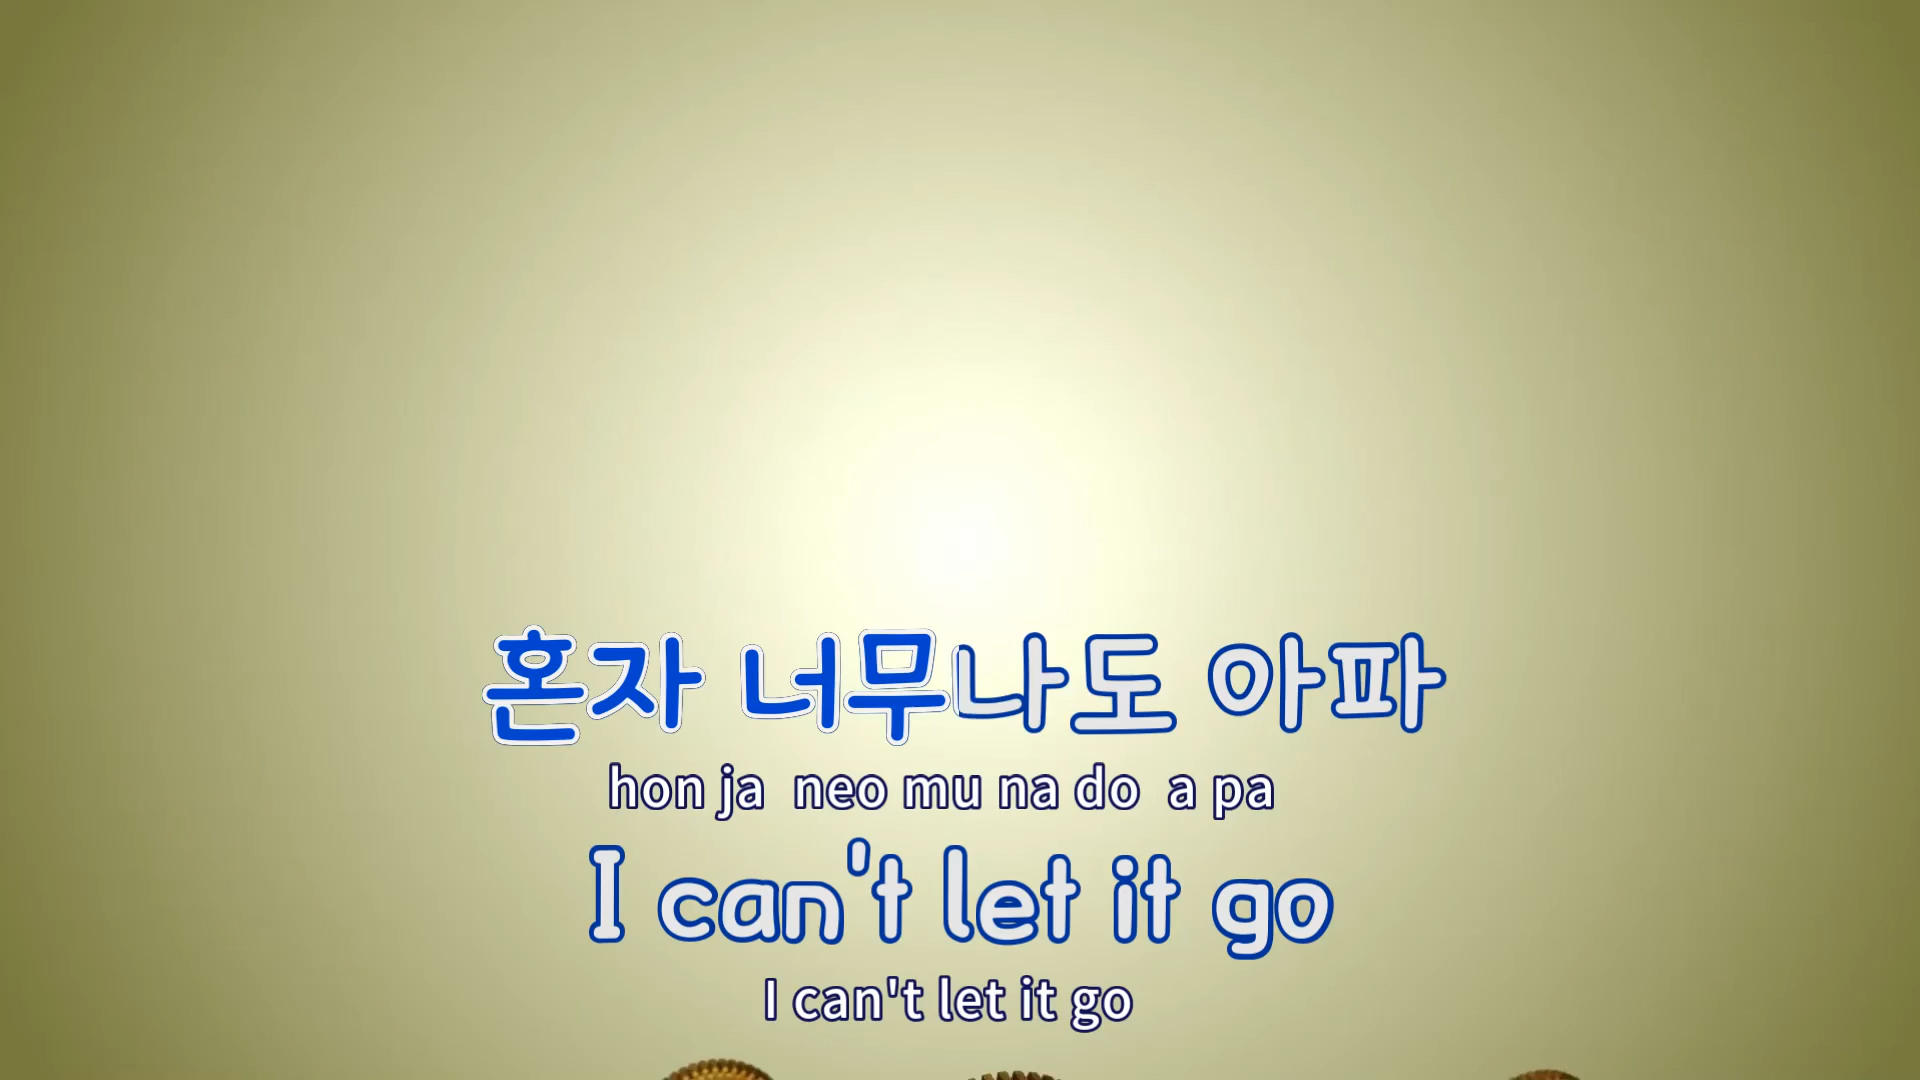 혼자 너무나도 아파
hon ja neo mu na do a pa
I can't let it go
I can't let it go